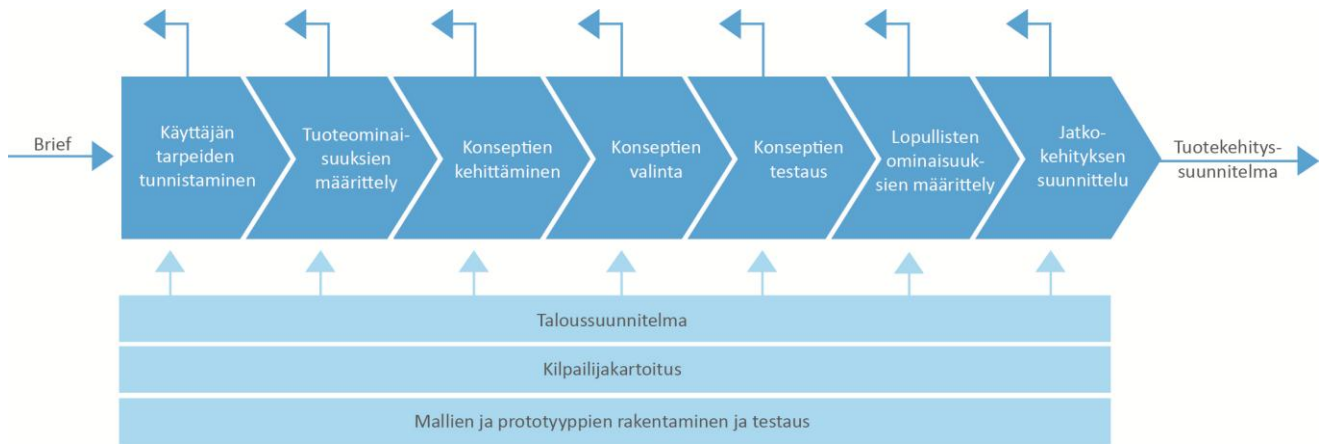 Brief
Käyttäjän
tarpeiden
tunnistaminen
Tuoteominai-
suuksien
määrittely
Konseptien
kehittäminen
Konseptien
valinta
Konseptien
testaus
Lopullisten
ominaisuuk-
sien määrittely
Jatko-
kehityksen
suunnittelu
Tuotekehitys-
suunnitelma
Taloussuunnitelma
Kilpailijakartoitus
Mallien ja prototyyppien rakentaminen ja testaus